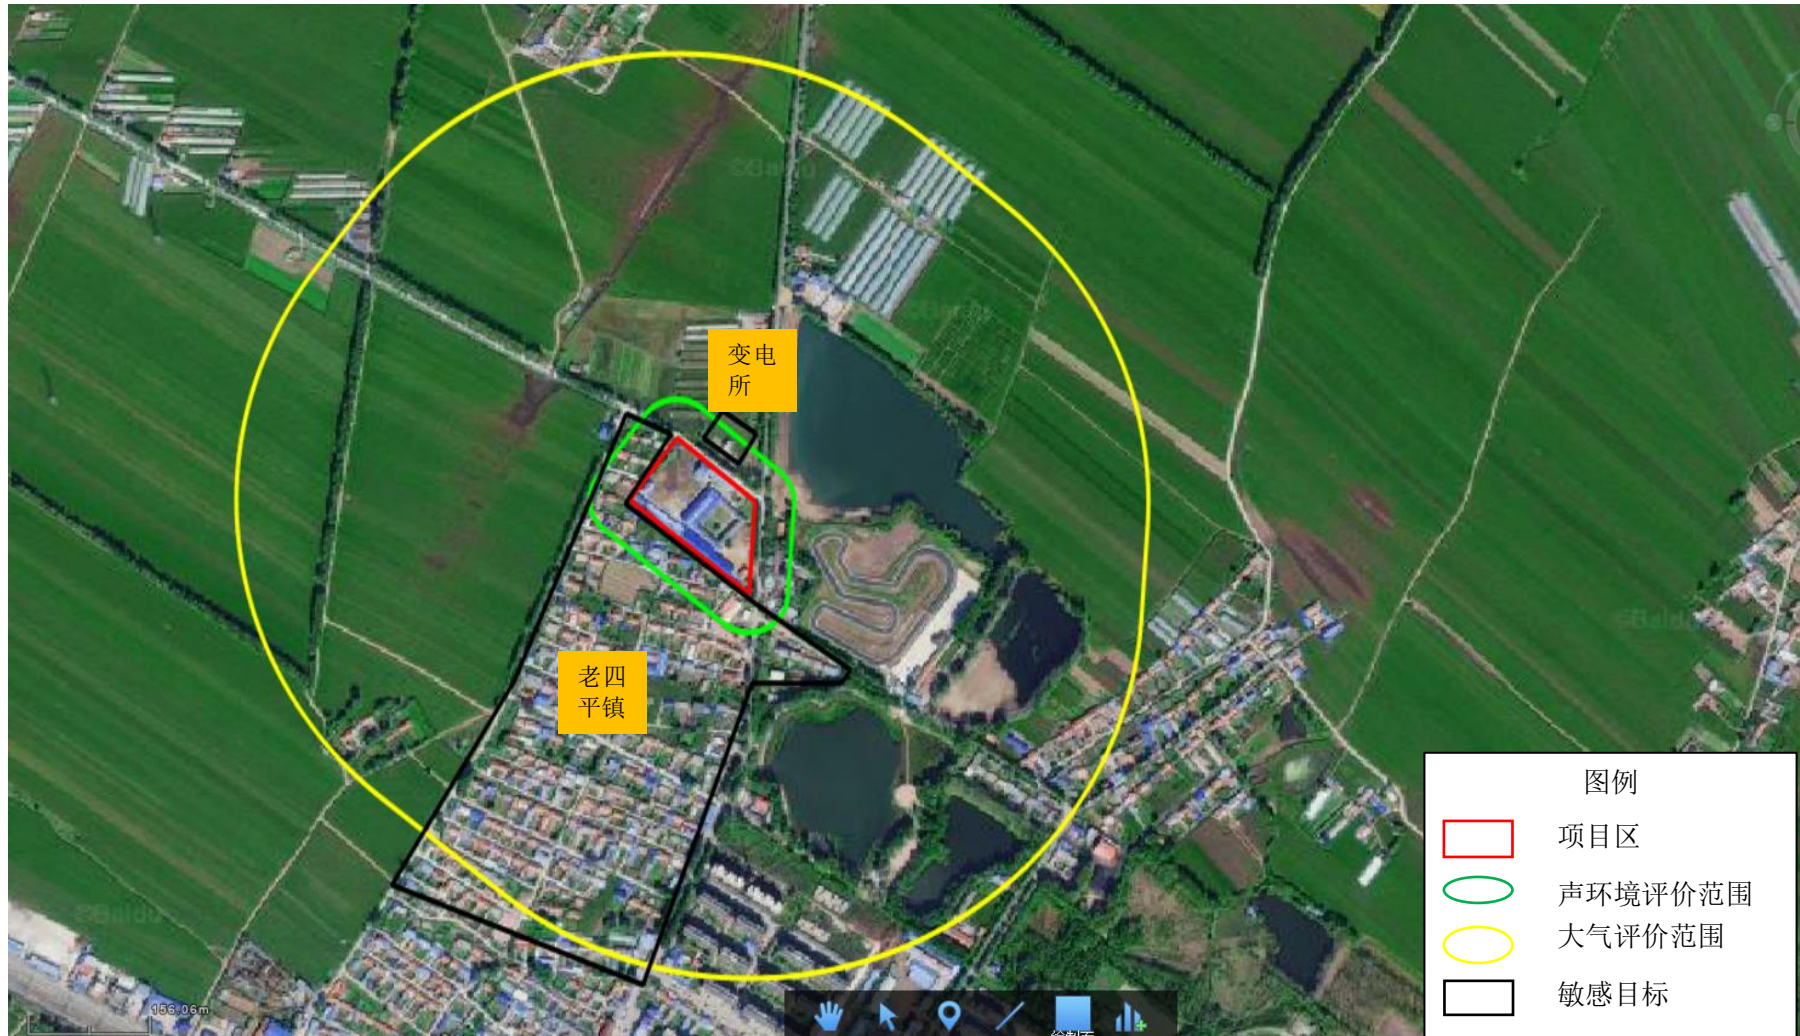 变电
所
老四
平镇
图例
项目区
声环境评价范围
大气评价范围
敏感目标
156.06m